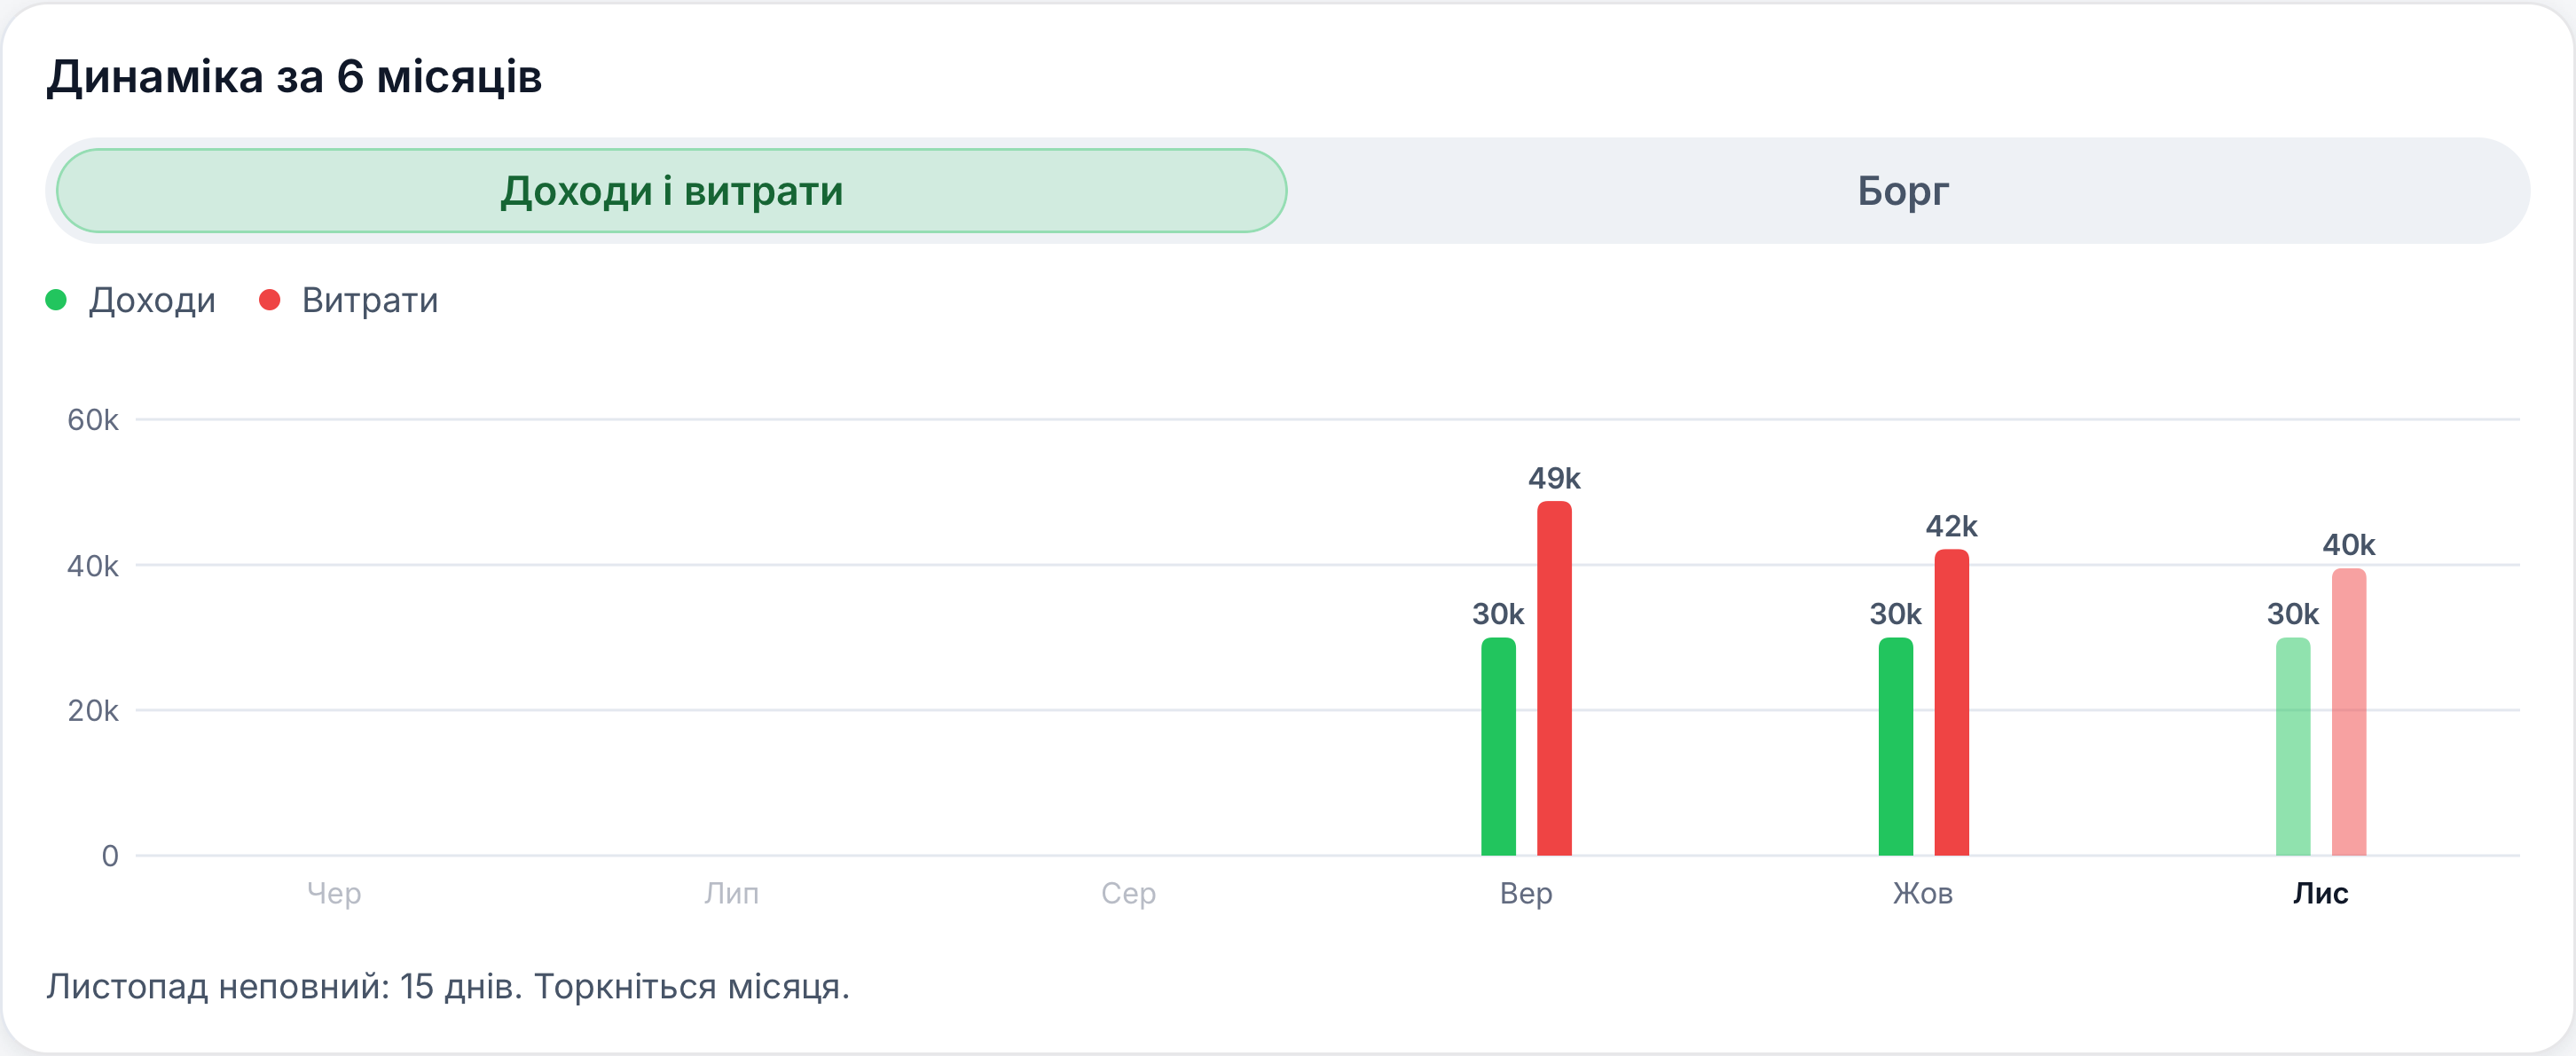 Динаміка за 6 місяців
Доходи і витрати
Борг
Доходи
Витрати
60k
40k
20k
0
30k
49k
30k
42k
30k
40k
Чер
Лип
Сер
Вер
Жов
Лис
Листопад неповний: 15 днів. Торкніться місяця.